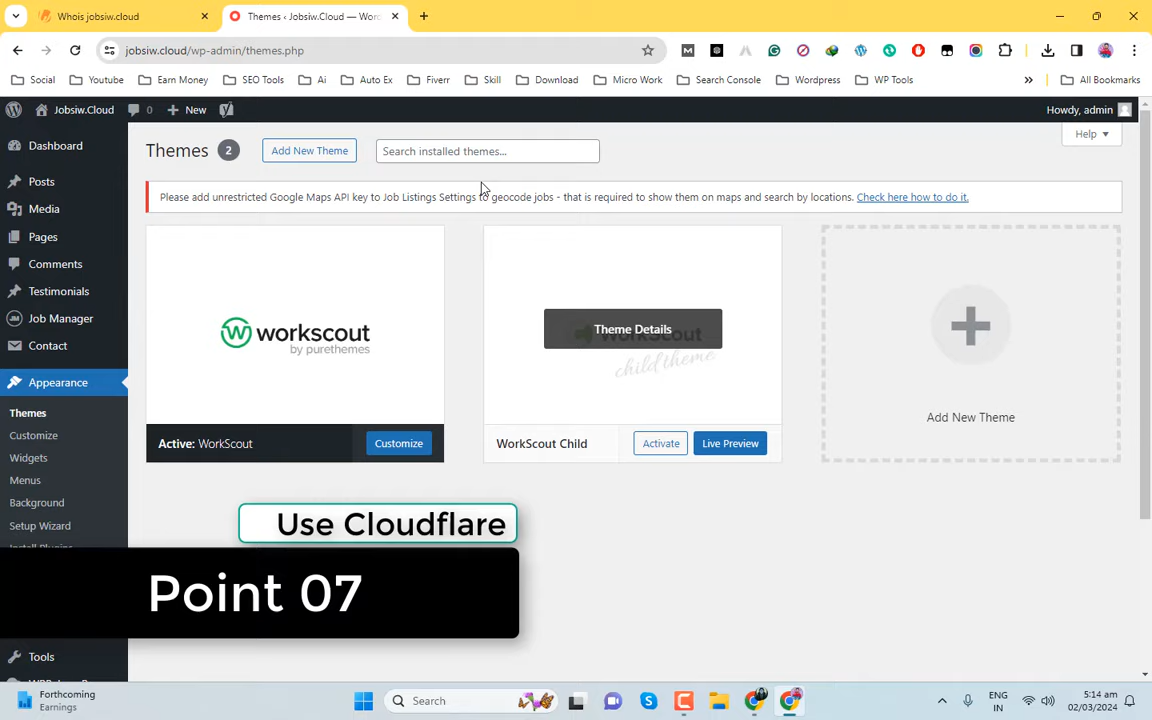 Whois jobsiw.cloud
Themes ‹ Jobsiw.Cloud — Wor
jobsiw.cloud/wp-admin/themes.php
Social
Youtube
Earn Money
SEO Tools
Ai
Auto Ex
Fiverr
Skill
Download
Micro Work
Search Console
Wordpress
WP Tools
All Bookmarks
Jobsiw.Cloud
0
New
Howdy, admin
Dashboard
Posts
Media
Pages
Comments
Testimonials
Job Manager
Contact
Appearance
Themes
Customize
Widgets
Menus
Background
Setup Wizard
Install Plugins
Tools
Help
Themes 2
Add New Theme
Search installed themes...
Please add unrestricted Google Maps API key to Job Listings Settings to geocode jobs - that is required to show them on maps and search by locations. Check here how to do it.
workscout
by purethemes
Active: WorkScout
Customize
Theme Details
WorkScout
child theme
WorkScout Child
Activate
Live Preview
Add New Theme
Use Cloudflare
Point 07
Forthcoming
Earnings
Search
ENG
IN
5:14 am
02/03/2024